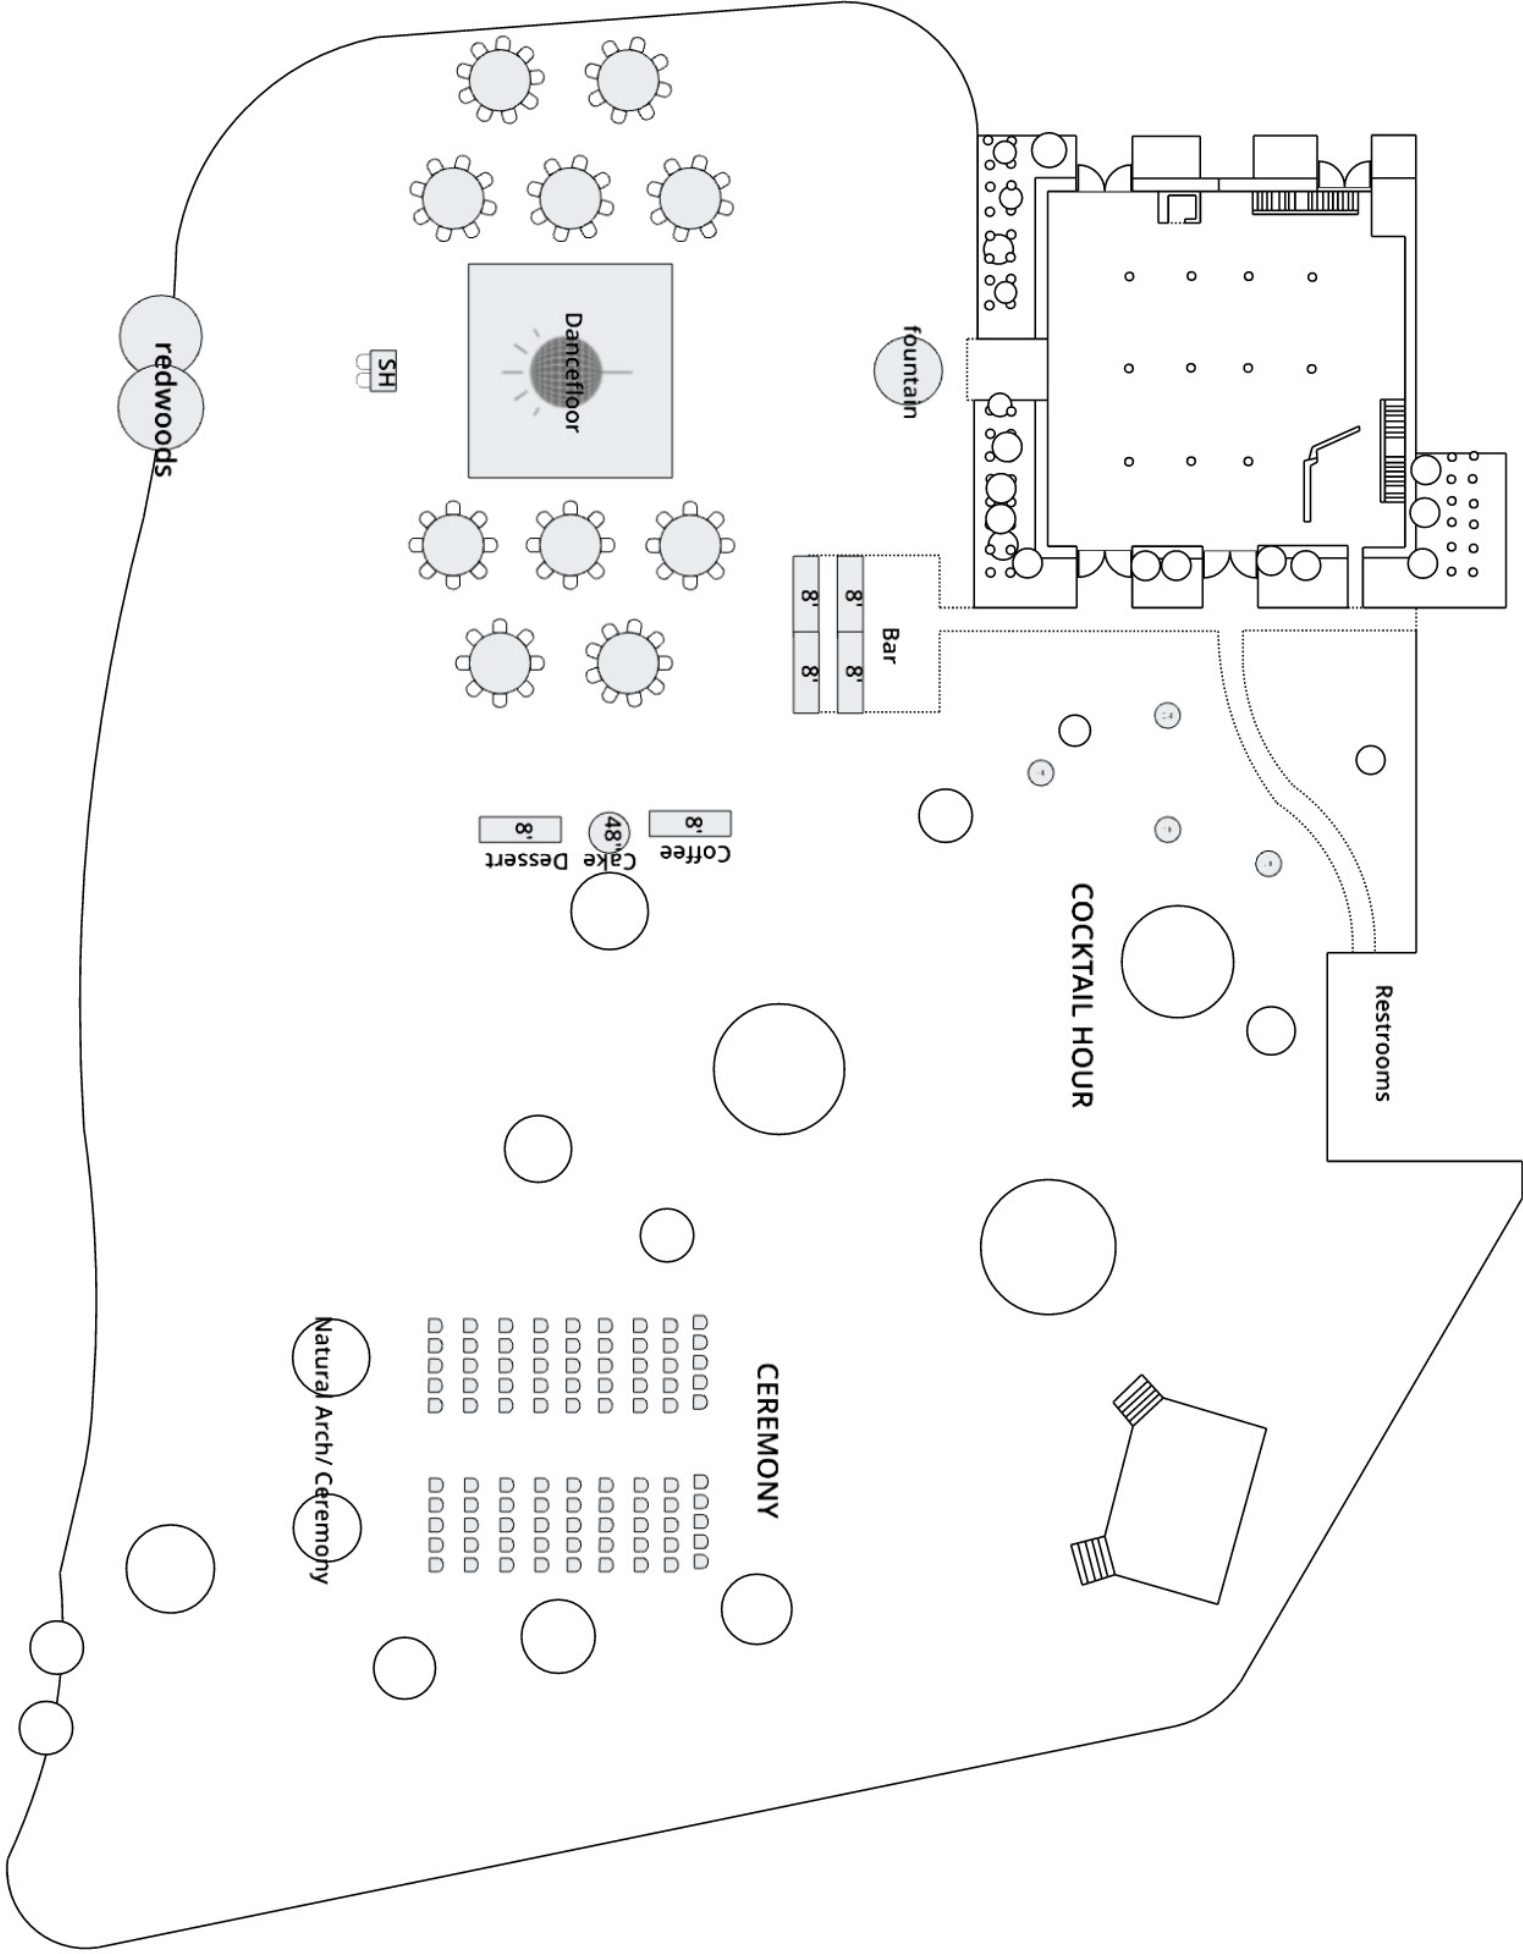 Dancefloor
redwoods
SH
fountain
8'
8'
8'
8'
Bar
8'
Dessert
48"
Cake
8'
Coffee
COCKTAIL HOUR
Restrooms
Natural Arch/ Ceremony
CEREMONY